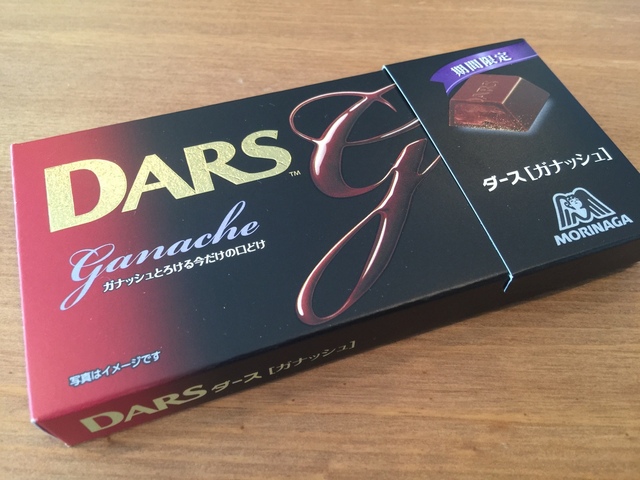 DARS™
Ganache
ガナッシュとろける今だけの口どけ
写真はイメージです
G
期間限定
DARS
ダース[ガナッシュ]
MORINAGA
DARS ダース [ガナッシュ]